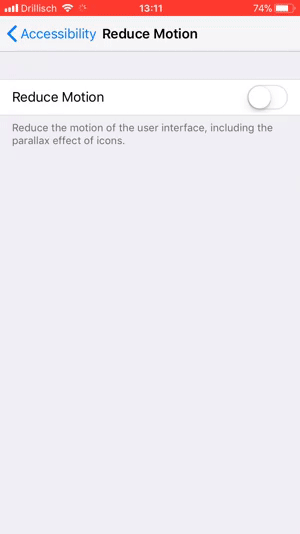 Drillisch 13:11 74%
Accessibility Reduce Motion
Reduce Motion
Reduce the motion of the user interface, including the
parallax effect of icons.